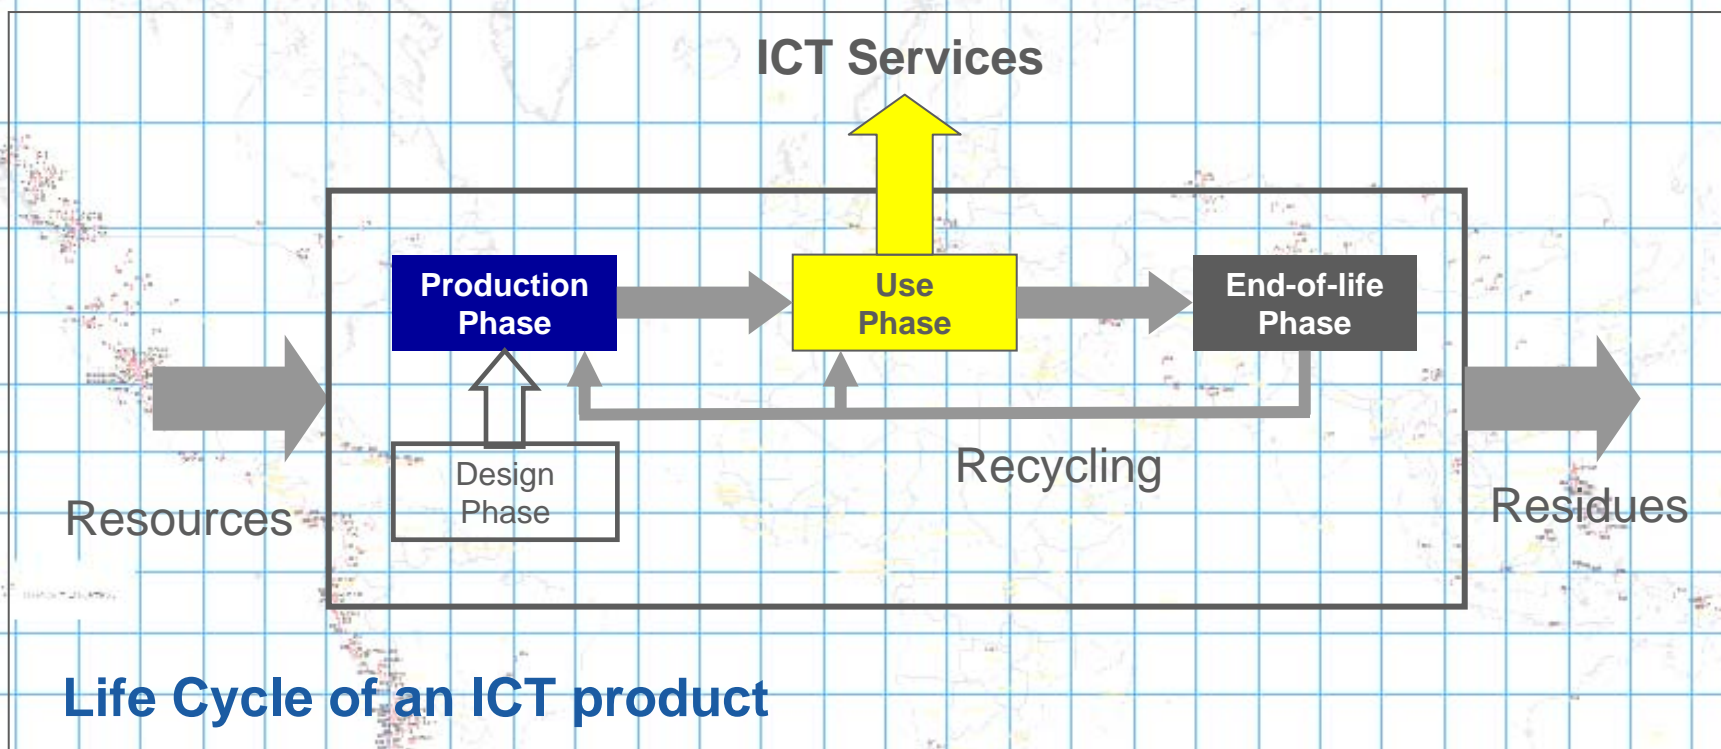 ICT Services
Production
Phase
Use
Phase
End-of-life
Phase
Design
Phase
Recycling
Resources
Residues
Life Cycle of an ICT product